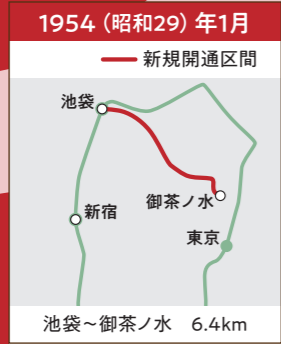 1954（昭和29）年1月
新規開通区間
池袋
御茶ノ水
新宿
東京
池袋～御茶ノ水　6.4km